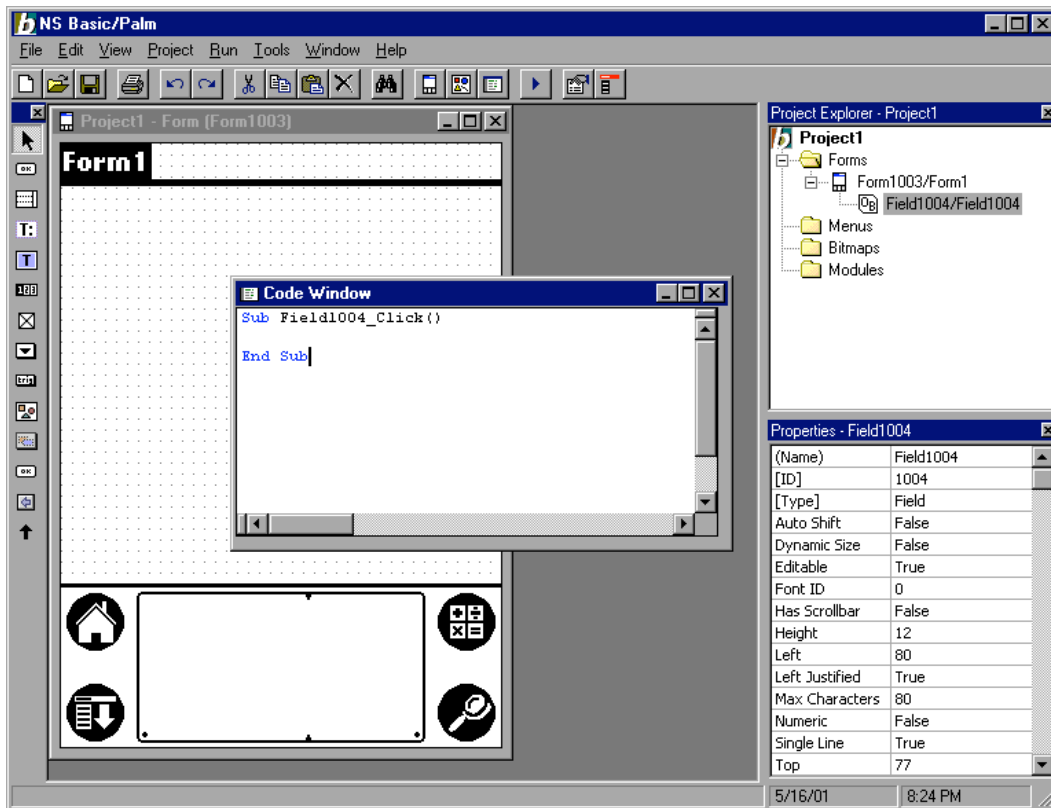 NS Basic/Palm
File Edit View Project Run Tools Window Help
Project1 - Form (Form1003)
Form1
OK
T:
T
100
trig
OK
Code Window
Sub Field1004_Click()
End Sub
Project Explorer - Project1
Project1
Forms
Form1003/Form1
Field1004/Field1004
Menus
Bitmaps
Modules
Properties - Field1004
(Name) Field1004
[ID] 1004
[Type] Field
Auto Shift False
Dynamic Size False
Editable True
Font ID 0
Has Scrollbar False
Height 12
Left 80
Left Justified True
Max Characters 80
Numeric False
Single Line True
Top 77
5/16/01 8:24 PM